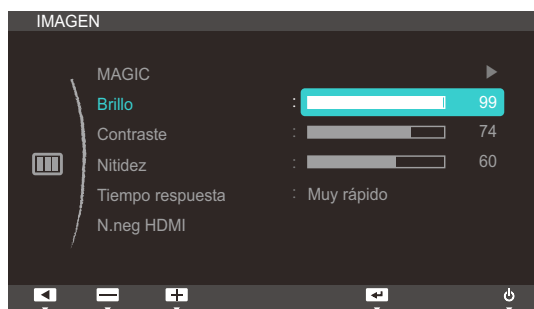 IMAGEN
MAGIC
Brillo : 99
Contraste : 74
Nitidez : 60
Tiempo respuesta : Muy rápido
N.neg HDMI